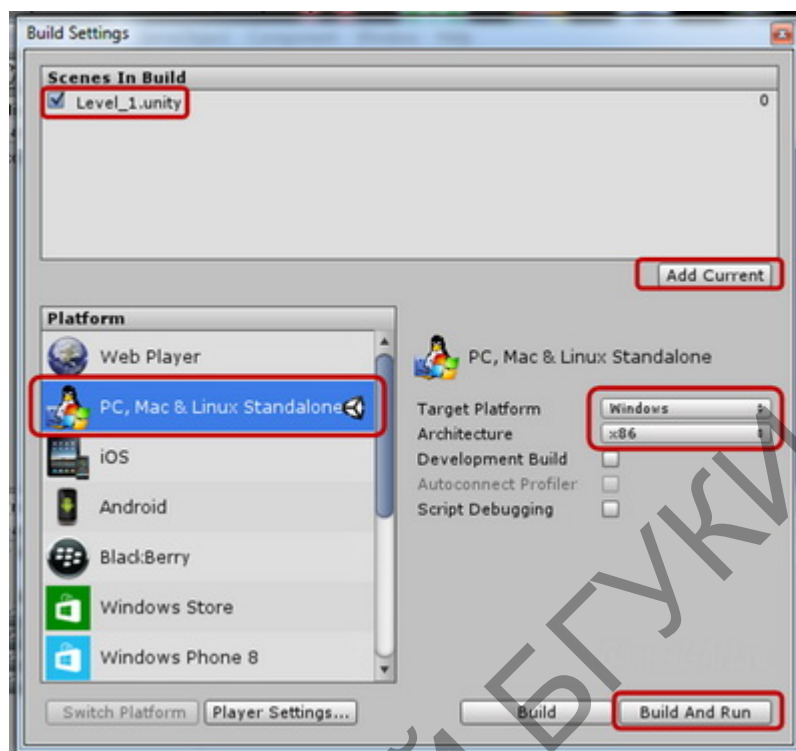 Build Settings
Scenes In Build
Level_1.unity 0
Add Current
Platform
Web Player
PC, Mac & Linux Standalone
iOS
Android
BlackBerry
Windows Store
Windows Phone 8
PC, Mac & Linux Standalone
Target Platform Windows
Architecture x86
Development Build
Autoconnect Profiler
Script Debugging
Switch Platform Player Settings... Build Build And Run
БГУКИ